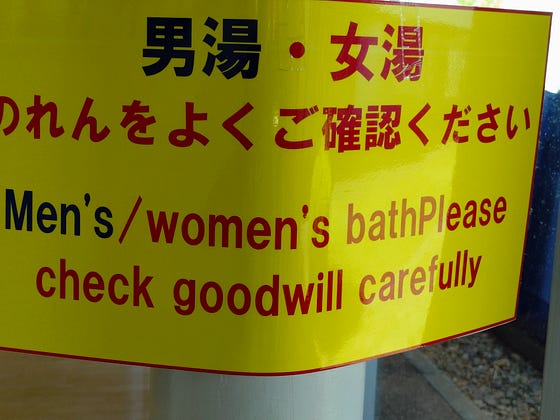 男湯・女湯
のれんをよくご確認ください
Men's/women's bathPlease
check goodwill carefully